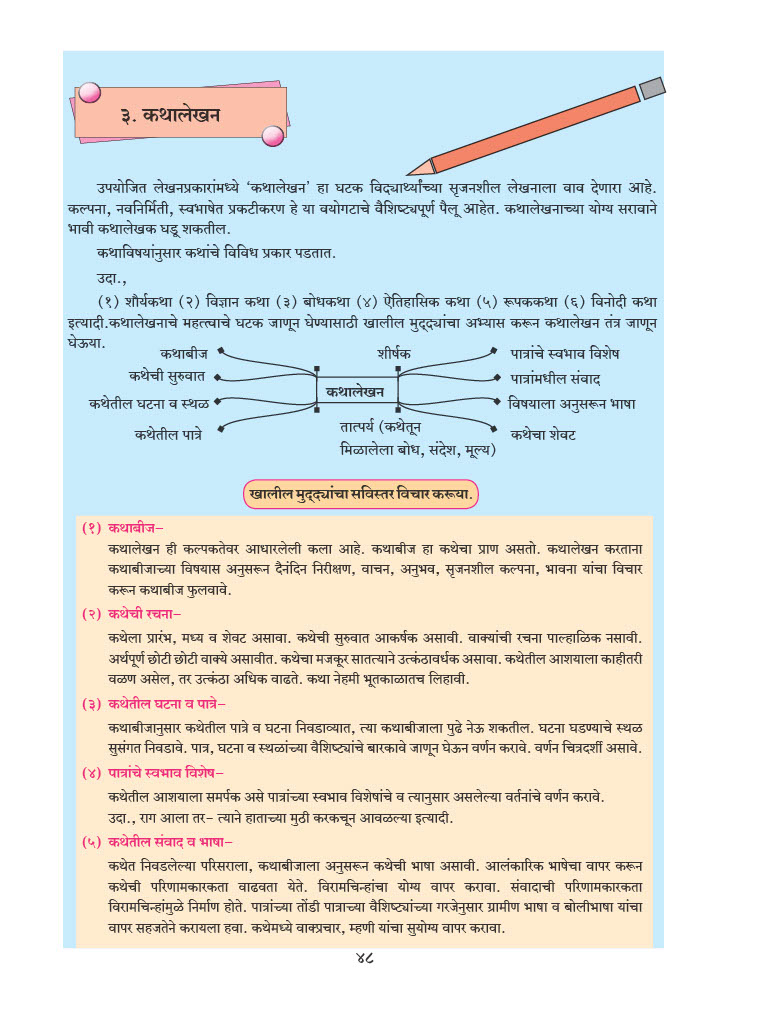 ३. कथालेखन
उपयोजित लेखनप्रकारांमध्ये ‘कथालेखन’ हा घटक विद्यार्थ्यांच्या सृजनशील लेखनाला वाव देणारा आहे.
कल्पना, नवनिर्मिती, स्वभाषेत प्रकटीकरण हे या वयोगटाचे वैशिष्ट्यपूर्ण पैलू आहेत. कथालेखनाच्या योग्य सरावाने
भावी कथालेखक घडू शकतील.
कथाविषयांनुसार कथांचे विविध प्रकार पडतात.
उदा.,
(१) शौर्यकथा (२) विज्ञान कथा (३) बोधकथा (४) ऐतिहासिक कथा (५) रूपककथा (६) विनोदी कथा
इत्यादी.कथालेखनाचे महत्त्वाचे घटक जाणून घेण्यासाठी खालील मुद्द्यांचा अभ्यास करून कथालेखन तंत्र जाणून
घेऊया.
कथाबीज
शीर्षक
पात्रांचे स्वभाव विशेष
कथेची सुरुवात
पात्रांमधील संवाद
कथालेखन
कथेतील घटना व स्थळ
विषयाला अनुसरून भाषा
कथेतील पात्रे
तात्पर्य (कथेतून
मिळालेला बोध, संदेश, मूल्य)
कथेचा शेवट
खालील मुद्द्यांचा सविस्तर विचार करूया.
(१) कथाबीज–
कथालेखन ही कल्पकतेवर आधारलेली कला आहे. कथाबीज हा कथेचा प्राण असतो. कथालेखन करताना
कथाबीजाच्या विषयास अनुसरून दैनंदिन निरीक्षण, वाचन, अनुभव, सृजनशील कल्पना, भावना यांचा विचार
करून कथाबीज फुलवावे.
(२) कथेची रचना–
कथेला प्रारंभ, मध्य व शेवट असावा. कथेची सुरुवात आकर्षक असावी. वाक्यांची रचना पाल्हाळिक नसावी.
अर्थपूर्ण छोटी छोटी वाक्ये असावीत. कथेचा मजकूर सातत्याने उत्कंठावर्धक असावा. कथेतील आशयाला काहीतरी
वळण असेल, तर उत्कंठा अधिक वाढते. कथा नेहमी भूतकाळातच लिहावी.
(३) कथेतील घटना व पात्रे–
कथाबीजानुसार कथेतील पात्रे व घटना निवडाव्यात, त्या कथाबीजाला पुढे नेऊ शकतील. घटना घडण्याचे स्थळ
सुसंगत निवडावे. पात्र, घटना व स्थळांच्या वैशिष्ट्यांचे बारकावे जाणून घेऊन वर्णन करावे. वर्णन चित्रदर्शी असावे.
(४) पात्रांचे स्वभाव विशेष–
कथेतील आशयाला समर्पक असे पात्रांच्या स्वभाव विशेषांचे व त्यानुसार असलेल्या वर्तनांचे वर्णन करावे.
उदा., राग आला तर– त्याने हाताच्या मुठी करकचून आवळल्या इत्यादी.
(५) कथेतील संवाद व भाषा–
कथेत निवडलेल्या परिसराला, कथाबीजाला अनुसरून कथेची भाषा असावी. आलंकारिक भाषेचा वापर करून
कथेची परिणामकारकता वाढवता येते. विरामचिन्हांचा योग्य वापर करावा. संवादाची परिणामकारकता
विरामचिन्हांमुळे निर्माण होते. पात्रांच्या तोंडी पात्राच्या वैशिष्ट्यांच्या गरजेनुसार ग्रामीण भाषा व बोलीभाषा यांचा
वापर सहजतेने करायला हवा. कथेमध्ये वाक्प्रचार, म्हणी यांचा सुयोग्य वापर करावा.
४८